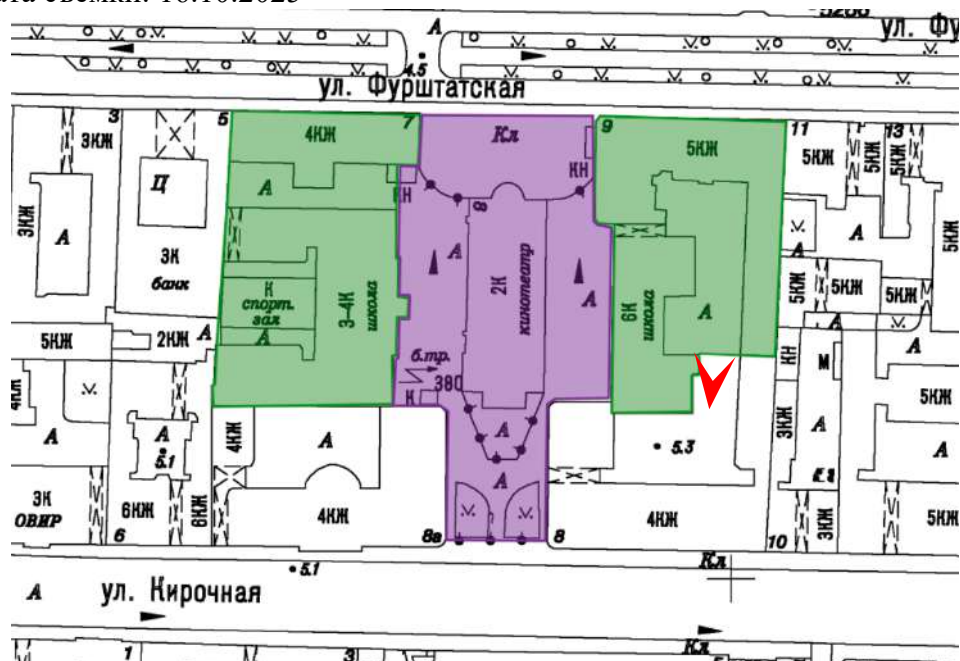 ул. Фурштатская
А
4.5
3
3КЖ
5
4КЖ
7
Кл
9
5КЖ
11
13
5КЖ
5КЖ
5КЖ
Ц
А
КН
КН
А
3КЖ
А
3К
банк
К
спорт.
зал
А
3-4К
школа
А
2К
кинотеатр
А
6К
школа
А
А
А
5КЖ
5КЖ
5КЖ
5КЖ
5КЖ
2КЖ
А
б.тр.
380
К
КН
М
А
А
4КЖ
А
А
5.1
4КЖ
А
А
5.3
3КЖ
А
5КЖ
А
3К
ОВИР
6КЖ
6КЖ
4КЖ
А
4КЖ
3КЖ
5КЖ
6
8а
8
10
Кл
5.1
А
ул. Кирочная
1
3
Кл